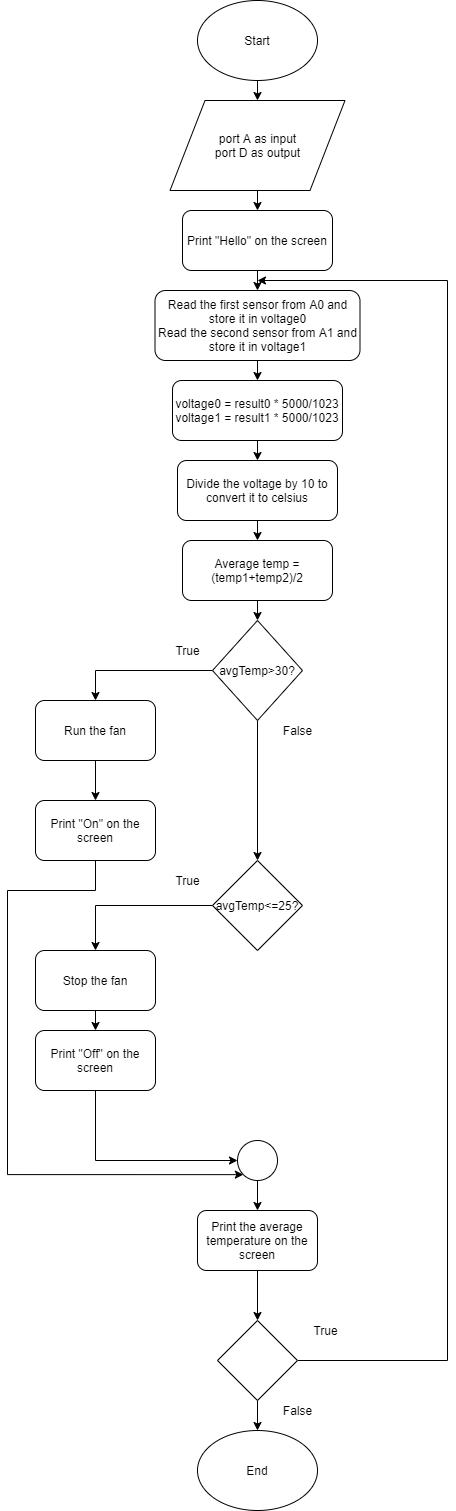 Start
port A as input
port D as output
Print "Hello" on the screen
Read the first sensor from A0 and
store it in voltage0
Read the second sensor from A1 and
store it in voltage1
voltage0 = result0 * 5000/1023
voltage1 = result1 * 5000/1023
Divide the voltage by 10 to
convert it to celsius
Average temp =
(temp1+temp2)/2
True
avgTemp>30?
Run the fan
False
Print "On" on the
screen
True
avgTemp<=25?
Stop the fan
Print "Off" on the
screen
Print the average
temperature on the
screen
True
False
End